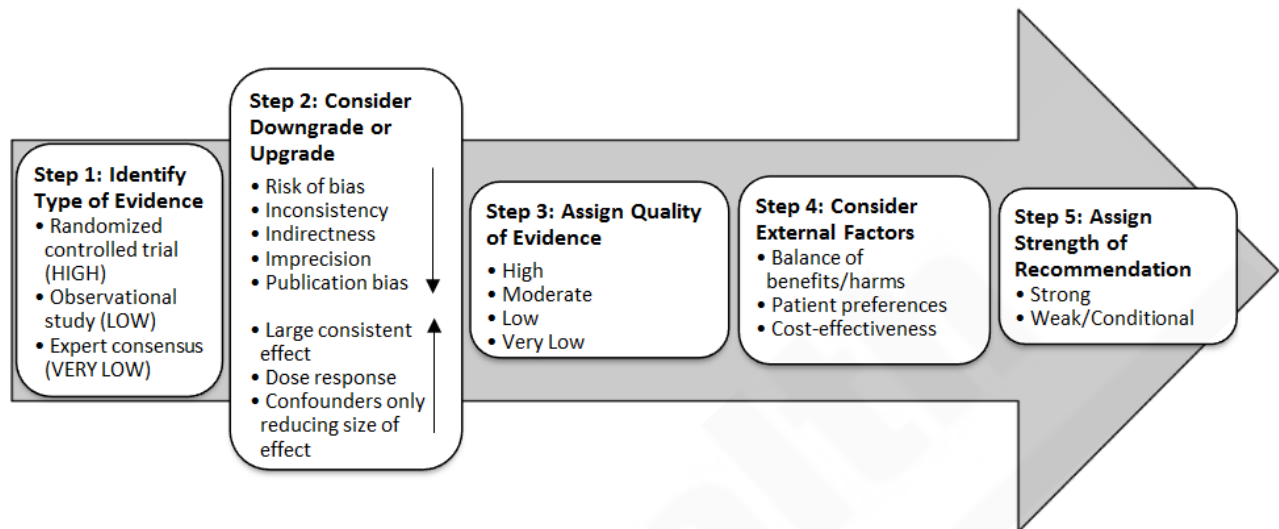 Step 1: Identify
Type of Evidence
• Randomized
controlled trial
(HIGH)
• Observational
study (LOW)
• Expert consensus
(VERY LOW)
Step 2: Consider
Downgrade or
Upgrade
• Risk of bias
• Inconsistency
• Indirectness
• Imprecision
• Publication bias
• Large consistent
effect
• Dose response
• Confounders only
reducing size of
effect
Step 3: Assign Quality
of Evidence
• High
• Moderate
• Low
• Very Low
Step 4: Consider
External Factors
• Balance of
benefits/harms
• Patient preferences
• Cost-effectiveness
Step 5: Assign
Strength of
Recommendation
• Strong
• Weak/Conditional